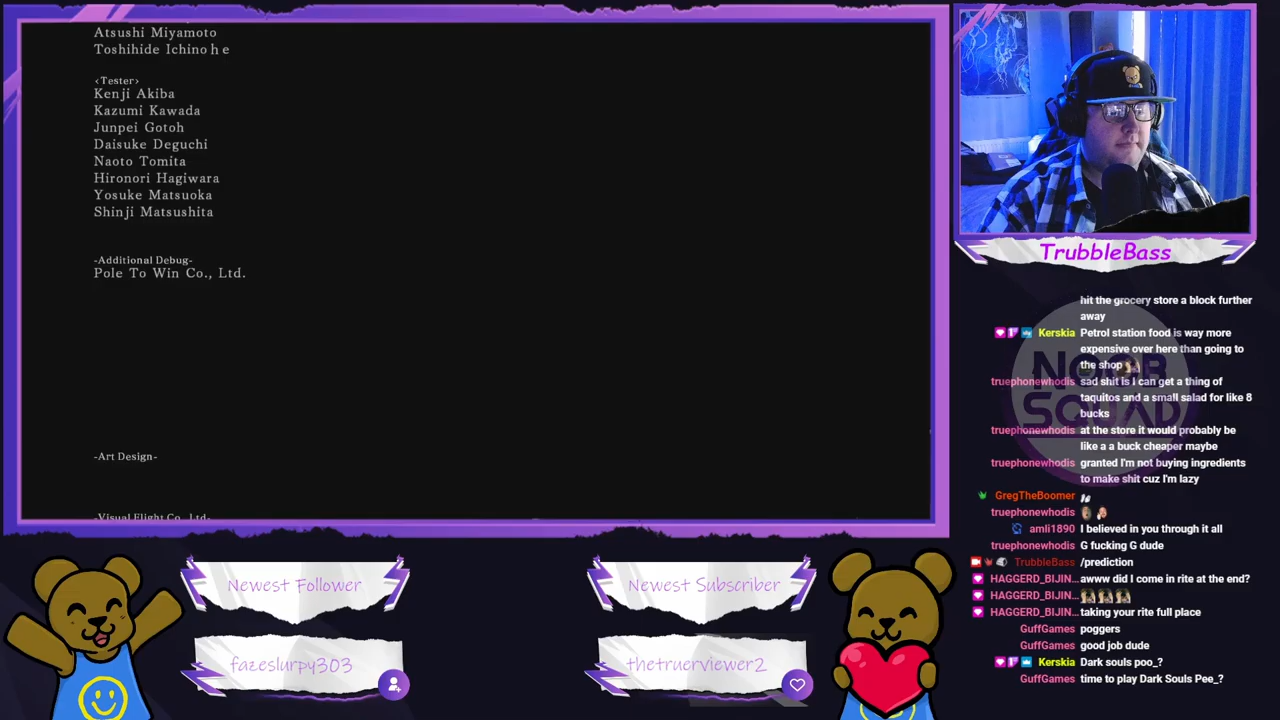 Atsushi Miyamoto
Toshihide Ichinohe
<Tester>
Kenji Akiba
Kazumi Kawada
Junpei Gotoh
Daisuke Deguchi
Naoto Tomita
Hironori Hagiwara
Yosuke Matsuoka
Shinji Matsushita
-Additional Debug-
Pole To Win Co., Ltd.
-Art Design-
-Visual Flight Co., Ltd-
TrubbleBass
NOOB
SQUAD
hit the grocery store a block further
away
Kerskia Petrol station food is way more
expensive over here than going to
the shop
truephonewhodis sad shit is I can get a thing of
taquitos and a small salad for like 8
bucks
truephonewhodis at the store it would probably be
like a a buck cheaper maybe
truephonewhodis granted I'm not buying ingredients
to make shit cuz I'm lazy
GregTheBoomer
truephonewhodis
amli1890 I believed in you through it all
truephonewhodis G fucking G dude
TrubbleBass /prediction
HAGGERD_BIJIN... awww did I come in rite at the end?
HAGGERD_BIJIN...
HAGGERD_BIJIN... taking your rite full place
GuffGames poggers
GuffGames good job dude
Kerskia Dark souls poo_?
GuffGames time to play Dark Souls Pee_?
Newest Follower
fazeslurpy303
Newest Subscriber
thetruerviewer2